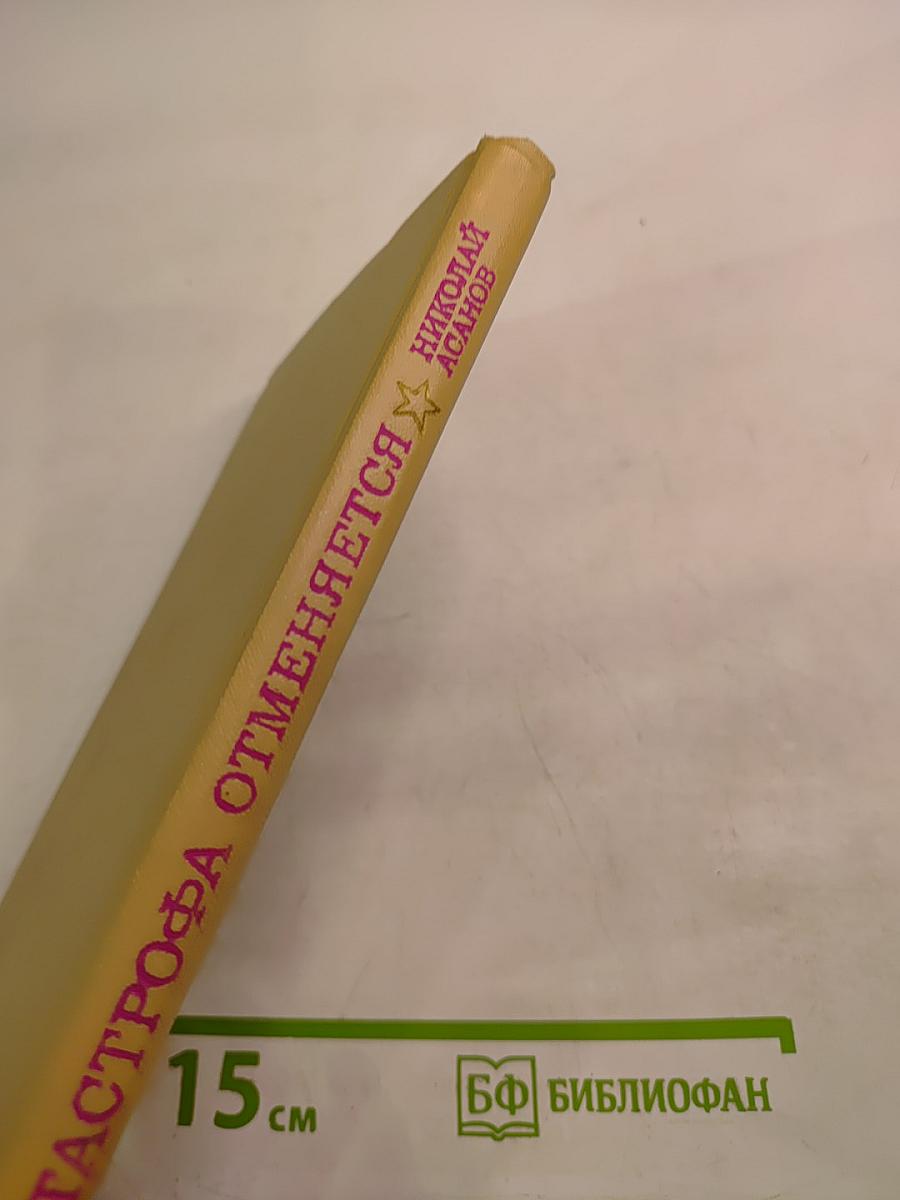 НИКОЛАЙ
АСАНОВ
ТАСТРОФА ОТМЕНЯЕТСЯ
15 см
БФ БИБЛИОФАН